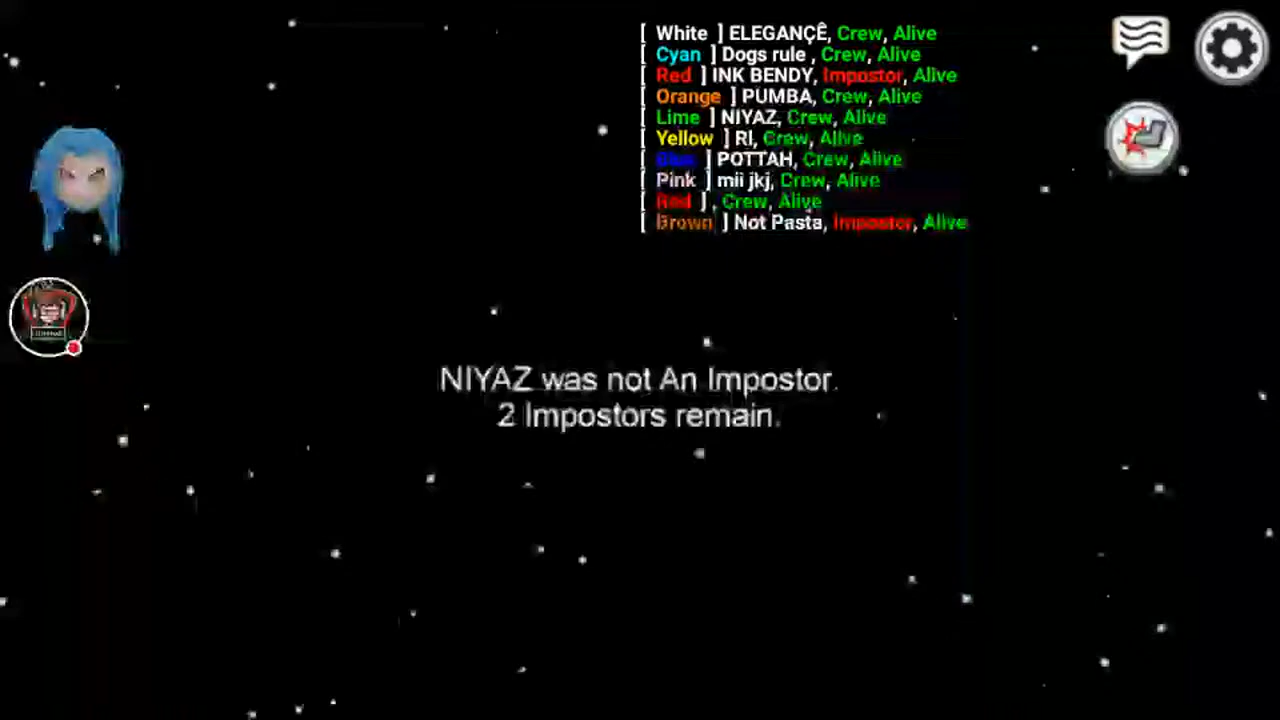 [ White ] ELEGANÇÊ, Crew, Alive
[ Cyan ] Dogs rule , Crew, Alive
[ Red ] INK BENDY, Impostor, Alive
[ Orange ] PUMBA, Crew, Alive
[ Lime ] NIYAZ, Crew, Alive
[ Yellow ] RI, Crew, Alive
[ Blue ] POTTAH, Crew, Alive
[ Pink ] mii jkj, Crew, Alive
[ Red ] , Crew, Alive
[ Brown ] Not Pasta, Impostor, Alive
NIYAZ was not An Impostor.
2 Impostors remain.